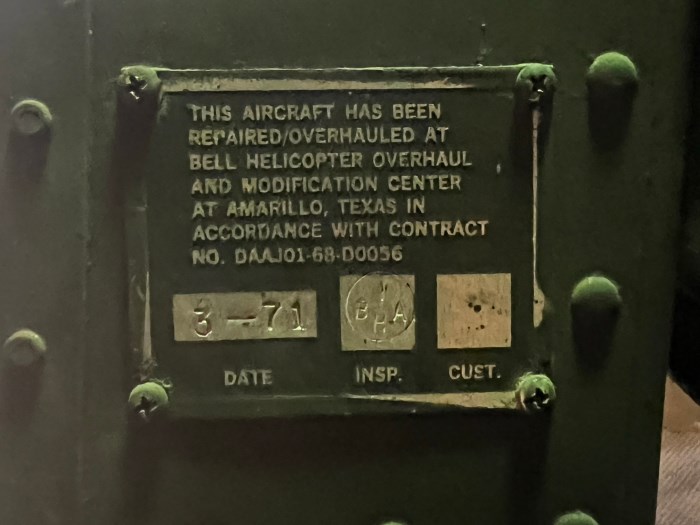 THIS AIRCRAFT HAS BEEN
REPAIRED/OVERHAULED AT
BELL HELICOPTER OVERHAUL
AND MODIFICATION CENTER
AT AMARILLO, TEXAS IN
ACCORDANCE WITH CONTRACT
NO. DAAJ01-68-D0056
3-71
DATE INSP. CUST.